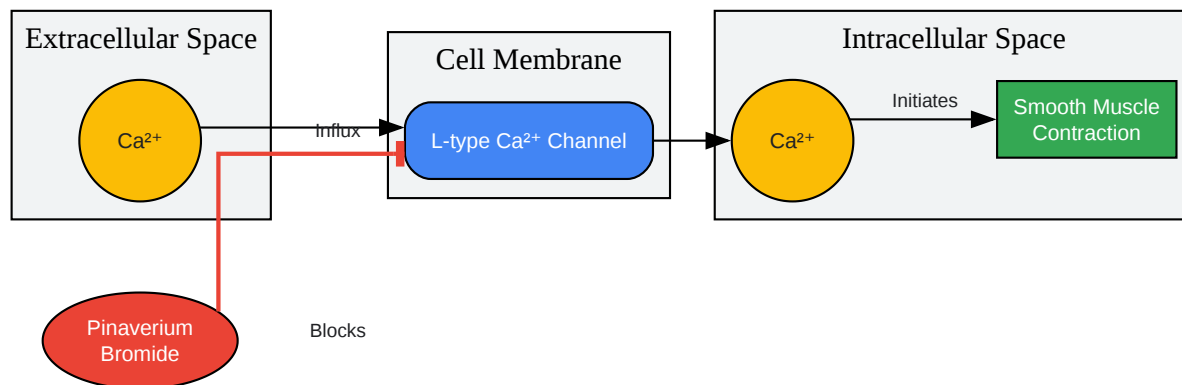 Extracellular Space
Cell Membrane
Intracellular Space
Ca²⁺
Influx
L-type Ca²⁺ Channel
Ca²⁺
Initiates
Smooth Muscle
Contraction
Pinaverium
Bromide
Blocks